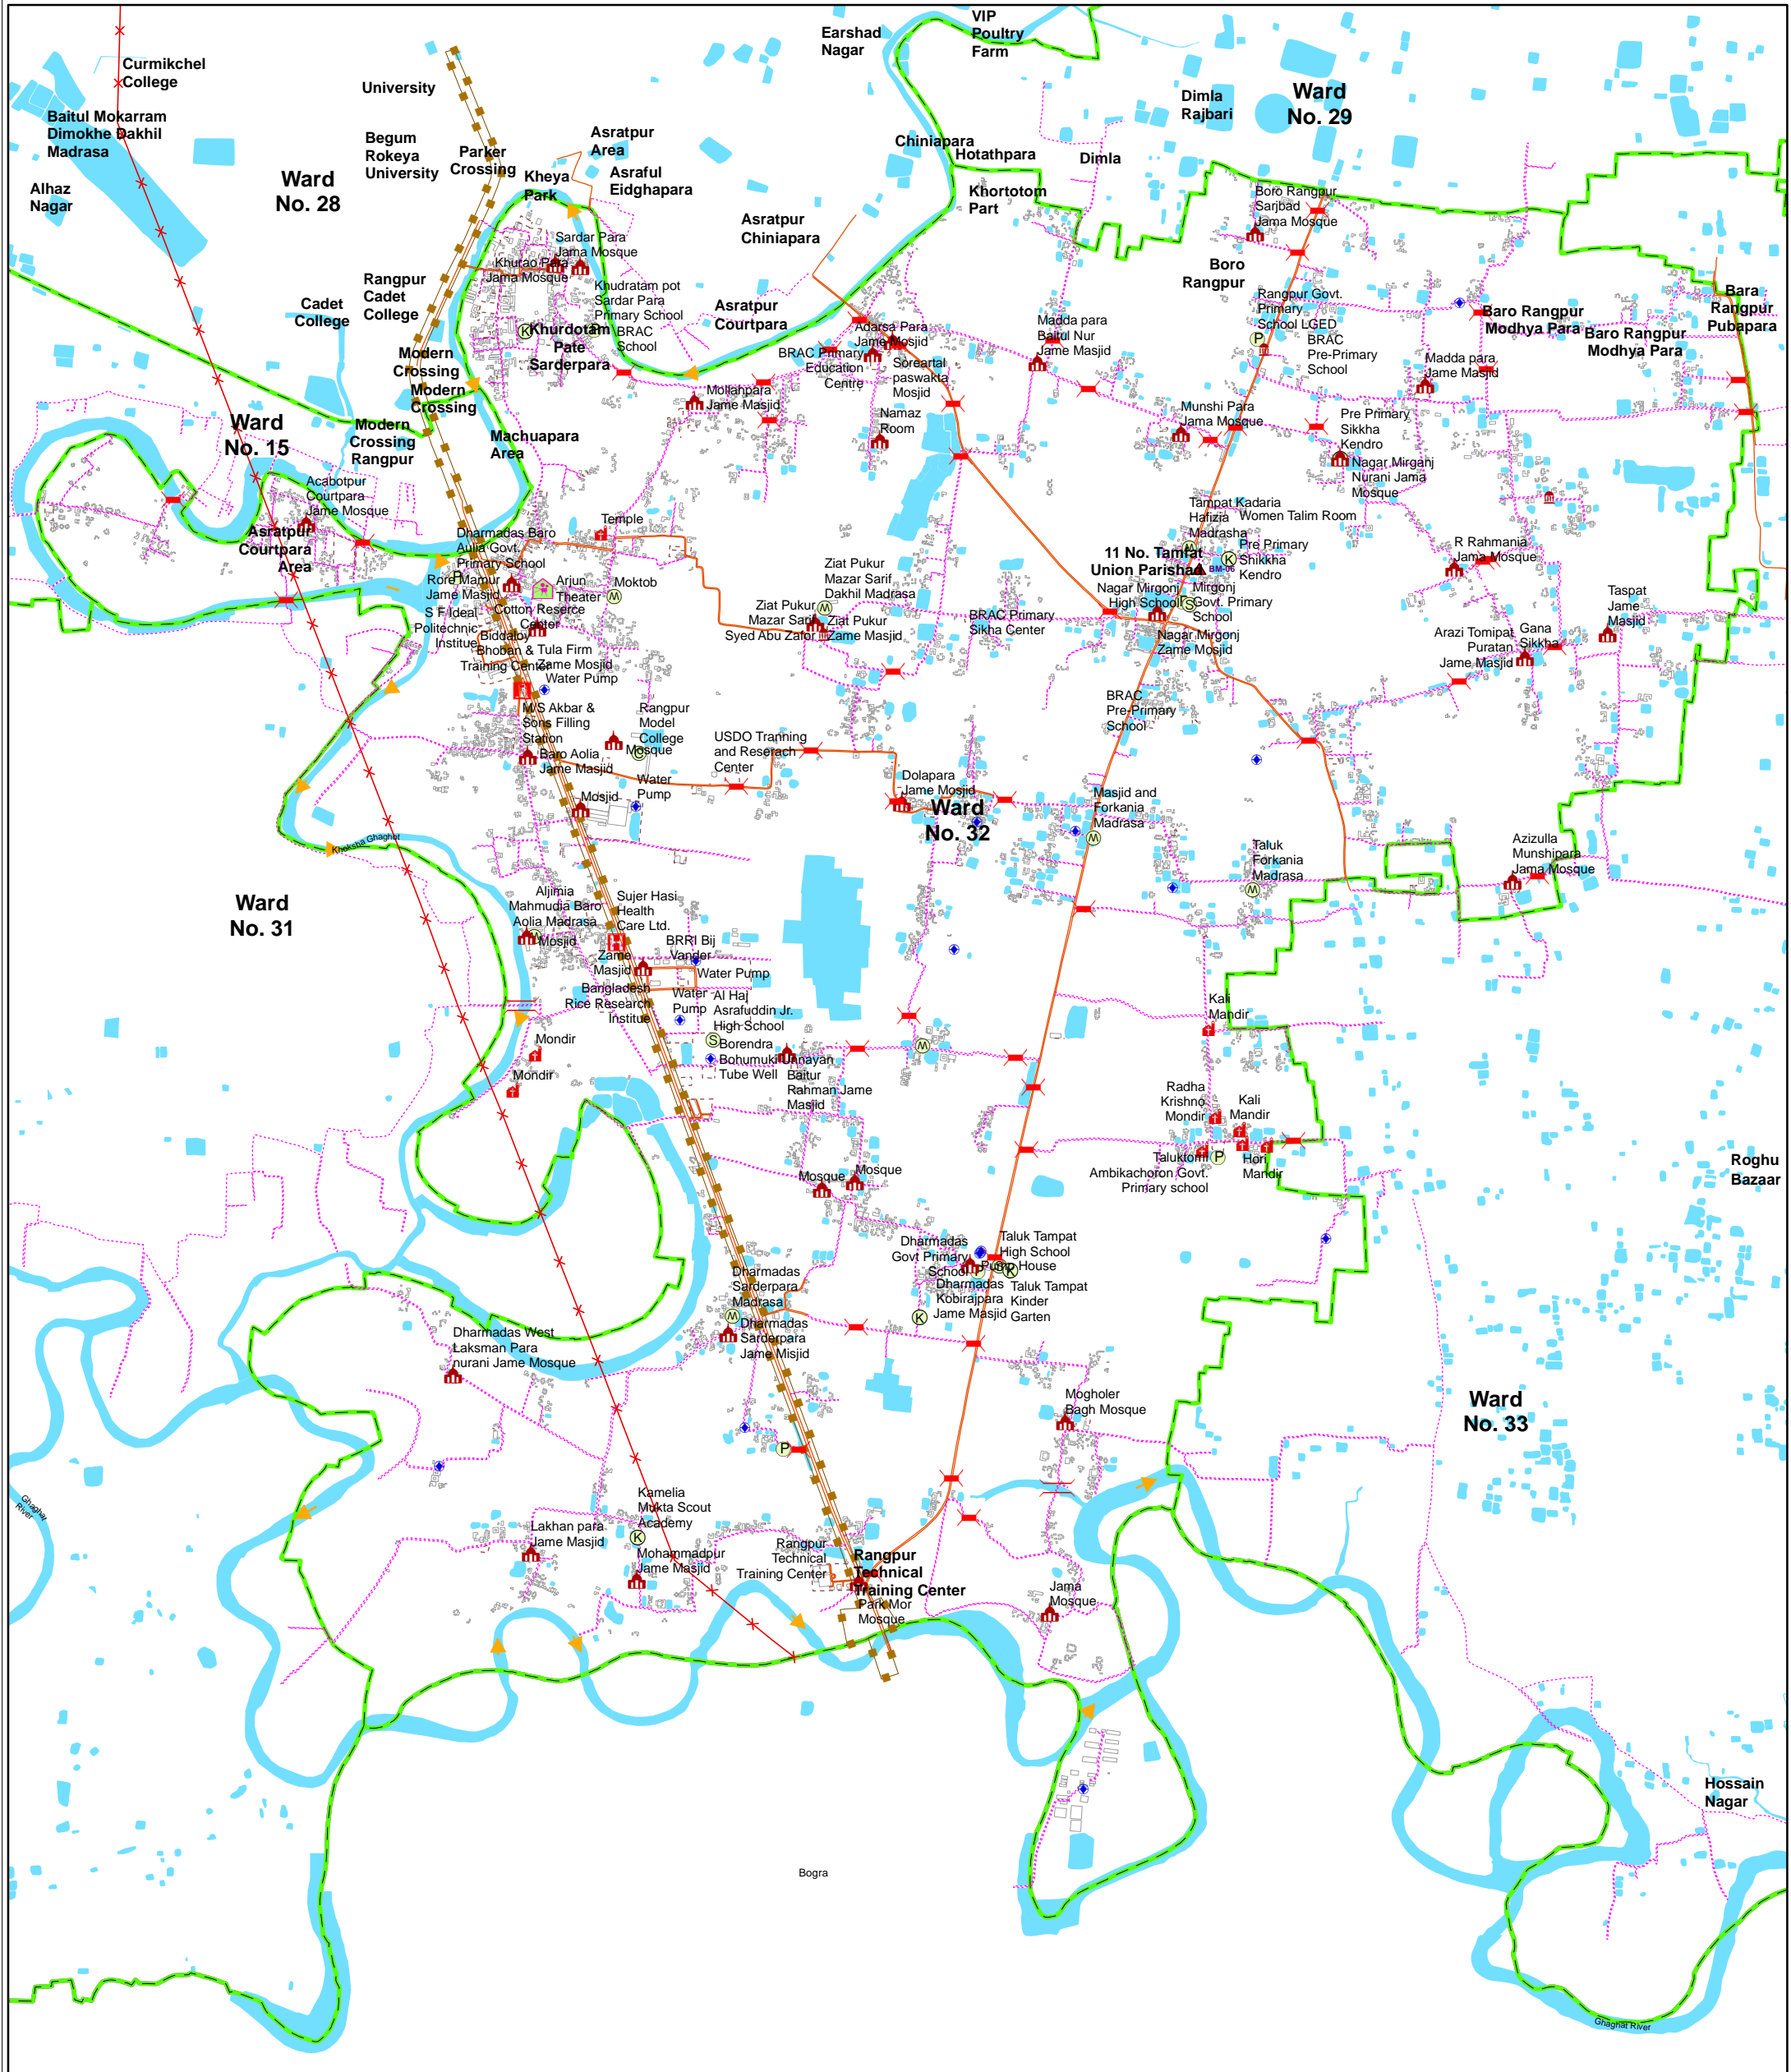 Earshad
Nagar
VIP
Poultry
Farm
Curmikchel
College
University
Baitul Mokarram
Dimokhe Dakhil
Madrasa
Alhaz
Nagar
Ward
No. 28
Begum
Rokeya
University
Parker
Crossing
Kheya
Park
Asratpur
Area
Asraful
Eidghapara
Asratpur
Chiniapara
Chiniapara
Hotathpara
Khortotom
Part
Dimla
Dimla
Rajbari
Ward
No. 29
Boro Rangpur
Sarjbad
Jama Mosque
Boro
Rangpur
Sardar Para
Jama Mosque
Khurao Para
Jama Mosque
Khudratam pot
Sardar Para
Primary School
BRAC
School
Khurdotam
Pate
Sarderpara
Rangpur
Cadet
College
Cadet
College
Modern
Crossing
Modern
Crossing
Modern
Crossing
Rangpur
Machuapara
Area
Asratpur
Courtpara
Mollahpara
Jame Masjid
Adarsa Para
Jame Mosjid
BRAC Primary
Education
Centre
Soreartal
paswakta
Mosjid
Namaz
Room
Madda para
Baitul Nur
Jame Masjid
Rangpur Govt.
Primary
School LGED
BRAC
Pre-Primary
School
Baro Rangpur
Modhya Para
Baro Rangpur
Modhya Para
Bara
Rangpur
Pubapara
Madda para
Jame Masjid
Munshi Para
Jama Mosque
Pre Primary
Sikkha
Kendro
Nagar Mirganj
Nurani Jama
Mosque
Ward
No. 15
Acabotpur
Courtpara
Jame Mosque
Asratpur
Courtpara
Area
Dharmadas Baro
Aulia Govt.
Primary School
Temple
Rore Mamur
Jame Masjid
Arjun
Theater
Moktob
S F Ideal
Politechnic
Institue
Cotton Reserce
Center
Biddaloy
Bhoban &
Training Center
Tula Firm
Zame Mosjid
Water Pump
Ziat Pukur
Mazar Sarif
Dakhil Madrasa
Ziat Pukur
Mazar Sarif
Syed Abu Zafor
Ziat Pukur
Zame Masjid
BRAC Primary
Sikha Center
Tampat Kadaria
Hafizia
Madrasha
Women Talim Room
11 No. Tamfat
Union Parishad
BM-06
Pre Primary
Shikkha
Kendro
Nagar Mirgonj
High School
Mirgonj
Govt. Primary
School
Nagar Mirgonj
Zame Mosjid
R Rahmania
Jama Mosque
Taspat
Jame
Masjid
Arazi Tomipat
Puratan
Jame Masjid
Gana
Sikkha
BRAC
Pre-Primary
School
M/S Akbar &
Sons Filling
Station
Rangpur
Model
College
Mosque
Baro Aolia
Jame Masjid
USDO Tranning
and Reserach
Center
Water
Pump
Mosjid
Dolapara
Jame Mosjid
Ward
No. 32
Masjid and
Forkania
Madrasa
Taluk
Forkania
Madrasa
Azizulla
Munshipara
Jama Mosque
Khoksha Ghaghot
Ward
No. 31
Aljimia
Mahmudia Baro
Aolia Madrasa
Mosjid
Sujer Hasi
Health
Care Ltd.
Zame
Masjid
BRRI Bij
Vander
Water Pump
Bangladesh
Rice Research
Institue
Water
Pump
Al Haj
Asrafuddin Jr.
High School
Borendra
Bohumuki Unnayan
Tube Well
Baitur
Rahman Jame
Masjid
Kali
Mandir
Mondir
Mondir
Radha
Krishno
Mondir
Kali
Mandir
Taluktomi
Ambikachoron Govt.
Primary school
Hori
Mandir
Roghu
Bazaar
Mosque
Mosque
Dharmadas
Govt Primary
School
Taluk Tampat
High School
Pump House
Dharmadas
Kobirajpara
Jame Masjid
Taluk Tampat
Kinder
Garten
Dharmadas
Sarderpara
Madrasa
Dharmadas
Sarderpara
Jame Misjid
Dharmadas West
Laksman Para
nurani Jame Mosque
Mogholer
Bagh Mosque
Ward
No. 33
Ghaghat
River
Kamelia
Mukta Scout
Academy
Lakhan para
Jame Masjid
Mohammadpur
Jame Masjid
Rangpur
Technical
Training Center
Rangpur
Technical
Training Center
Park Mor
Mosque
Jama
Mosque
Hossain
Nagar
Bogra
Ghaghat River